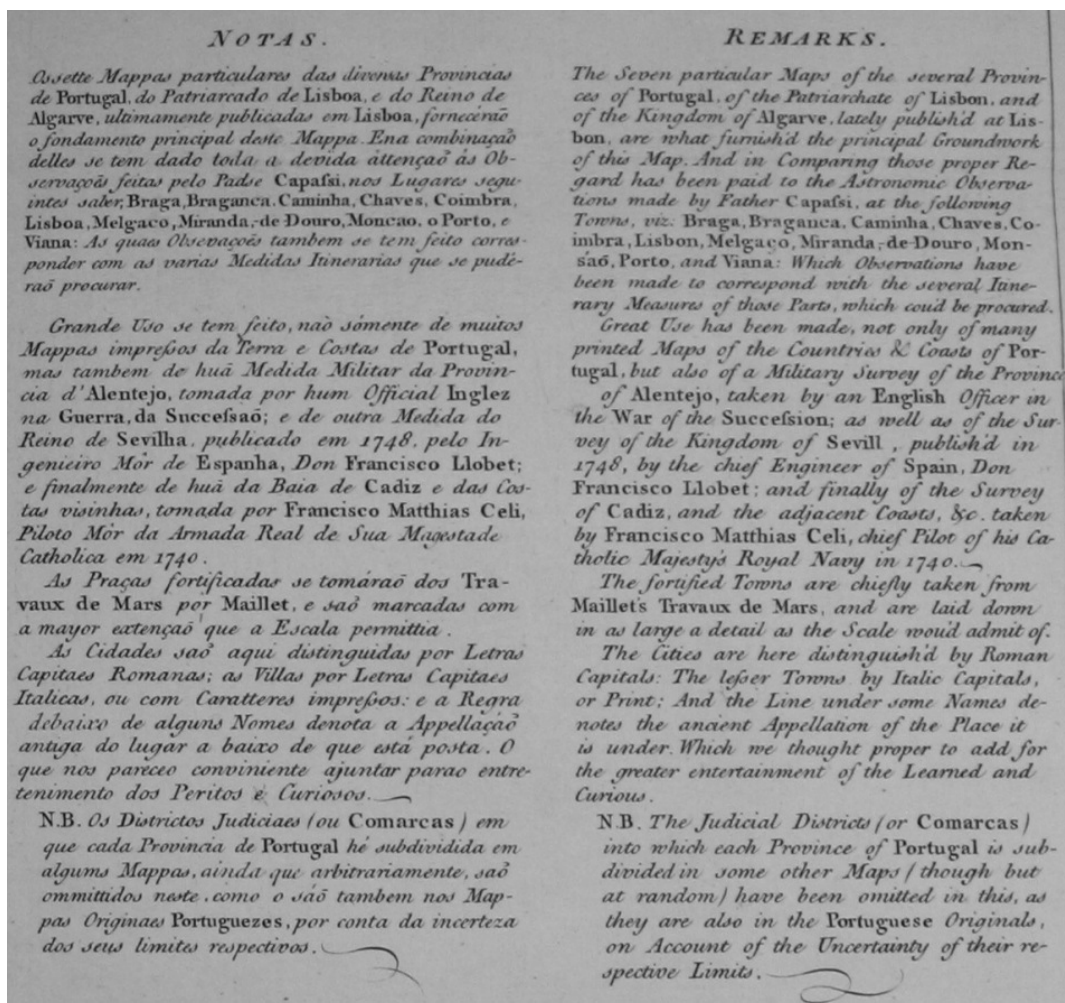 NOTAS.
Os sette Mappas particulares das diversas Provincias
de Portugal, do Patriarcado de Lisboa, e do Reino de
Algarve, ultimamente publicadas em Lisboa, forneceraõ
o fondamento principal deste Mappa. E na combinaçaõ
delles se tem dado toda a devida áttençaõ ás Ob-
servaçoẽs feitas pelo Padse Capaſsi, nos Lugares segu-
intes saber, Braga, Braganca, Caminha, Chaves, Coimbra,
Lisboa, Melgaço, Miranda,-de-Douro, Moncao, o Porto, e
Viana: As quaes Obsevaçoẽs tambem se tem feito corres-
ponder com as varias Medidas Itinerarias que se pudé-
raõ procurar.
Grande Uso se tem feito, naõ sómente de muitos
Mappas impreſsos da Terra e Costas de Portugal,
mas tambem de huã Medida Militar da Provin-
cia d'Alentejo, tomada por hum Official Inglez
na Guerra, da Succeſsaõ; e de outra Medida do
Reino de Sevilha, publicado em 1748, pelo In-
genieiro Mòr de Espanha, Don Francisco Llobet;
e finalmente de huã da Baia de Cadiz e das Cos-
tas visinhas, tomada por Francisco Matthias Celi,
Piloto Mòr da Armada Real de Sua Magestade
Catholica em 1740.
As Praças fortificadas se tomáraõ dos Tra-
vaux de Mars por Maillet, e saõ marcadas com
a mayor extençaõ que a Escala permittia.
As Cidades saõ aqui distinguidas por Letras
Capitaes Romanas; as Villas por Letras Capitaes
Italicas, ou com Caratteres impreſsos: e a Regra
debaixo de alguns Nomes denota a Appellaçaõ
antiga do lugar a baixo de que está posta. O
que nos pareceo conviniente ajuntar parao entre-
tenimento dos Peritos e Curiosos.
N.B. Os Districtos Judiciaes (ou Comarcas) em
que cada Provincia de Portugal hé subdividida em
algums Mappas, ainda que arbitrariamente, saõ
ommittidos neste, como o saõ tambem nos Map-
pas Originaes Portuguezes, por conta da incerteza
dos seus limites respectivos.
REMARKS.
The Seven particular Maps of the several Provin-
ces of Portugal, of the Patriarchate of Lisbon, and
of the Kingdom of Algarve, lately publish'd at Lis-
bon, are what furnish'd the principal Groundwork
of this Map. And in Comparing those proper Re-
gard has been paid to the Astronomic Observa-
tions made by Father Capaſsi, at the following
Towns, viz. Braga, Braganca, Caminha, Chaves, Co-
imbra, Lisbon, Melgaço, Miranda,-de-Douro, Mon-
saõ, Porto, and Viana: Which Observations have
been made to correspond with the several Itine-
rary Measures of those Parts, which cou'd be procured.
Great Use has been made, not only of many
printed Maps of the Countries & Coasts of Por-
tugal, but also of a Military Survey of the Province
of Alentejo, taken by an English Officer in
the War of the Succeſsion; as well as of the Sur-
vey of the Kingdom of Sevill, publish'd in
1748, by the chief Engineer of Spain, Don
Francisco Llobet; and finally of the Survey
of Cadiz, and the adjacent Coasts, &c. taken
by Francisco Matthias Celi, chief Pilot of his Ca-
tholic Majesty's Royal Navy in 1740.
The fortified Towns are chiefly taken from
Maillet's Travaux de Mars, and are laid down
in as large a detail as the Scale wou'd admit of.
The Cities are here distinguish'd by Roman
Capitals: The leſser Towns by Italic Capitals,
or Print; And the Line under some Names de-
notes the ancient Appellation of the Place it
is under. Which we thought proper to add for
the greater entertainment of the Learned and
Curious.
N.B. The Judicial Districts (or Comarcas)
into which each Province of Portugal is sub-
divided in some other Maps (though but
at random) have been omitted in this, as
they are also in the Portuguese Originals,
on Account of the Uncertainty of their re-
spective Limits.